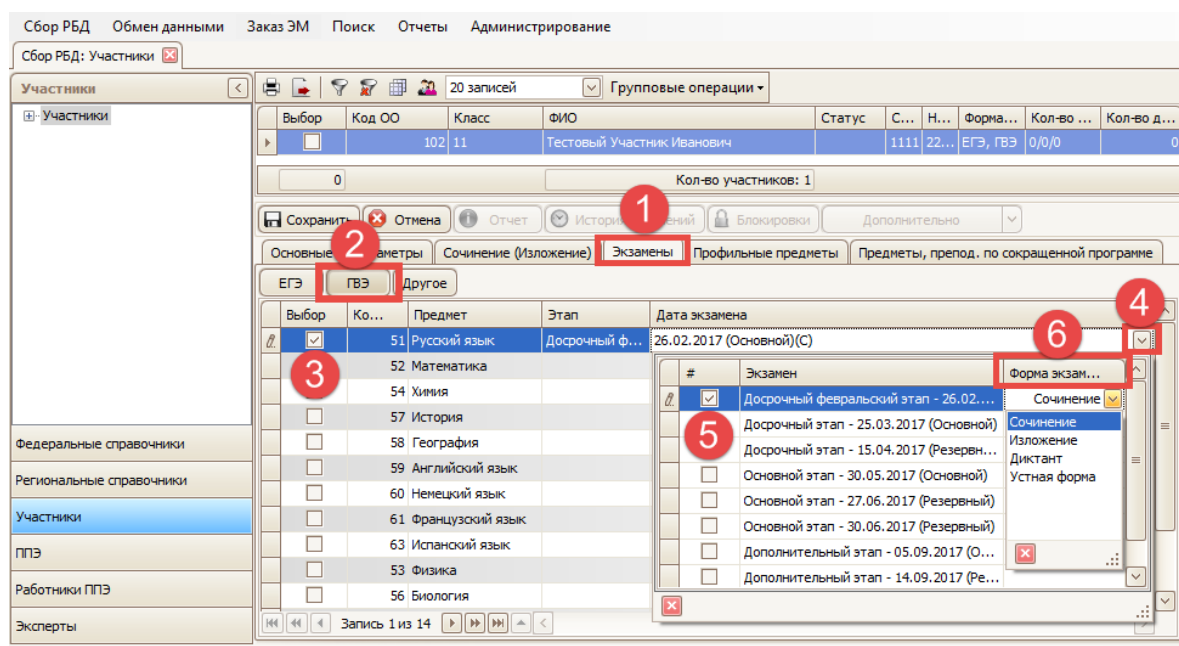 Сбор РБД Обмен данными Заказ ЭМ Поиск Отчеты Администрирование
Сбор РБД: Участники
Участники
20 записей Групповые операции
Участники
Выбор Код ОО Класс ФИО Статус С... Н... Форма... Кол-во ... Кол-во д...
102 11 Тестовый Участник Иванович 1111 22... ЕГЭ, ГВЭ 0/0/0 0
0 Кол-во участников: 1
1
Сохранить Отмена Отчет Блокировки Дополнительно
2
Основные Сочинение (Изложение) Экзамены Профильные предметы Предметы, препод. по сокращенной программе
ЕГЭ ГВЭ Другое
4
Выбор Ко... Предмет Этап Дата экзамена
6
51 Русский язык Досрочный ф... 26.02.2017 (Основной)(С)
52 Математика
3
# Экзамен Форма экзам...
54 Химия
Досрочный февральский этап - 26.02.... Сочинение
57 История
5
Досрочный этап - 25.03.2017 (Основной) Сочинение
58 География
Досрочный этап - 15.04.2017 (Резервн... Изложение
Диктант
59 Английский язык
Основной этап - 30.05.2017 (Основной) Устная форма
60 Немецкий язык
Основной этап - 27.06.2017 (Резервный)
61 Французский язык
Основной этап - 30.06.2017 (Резервный)
63 Испанский язык
Дополнительный этап - 05.09.2017 (О...
53 Физика
Дополнительный этап - 14.09.2017 (Ре...
56 Биология
Запись 1 из 14
Федеральные справочники
Региональные справочники
Участники
ППЭ
Работники ППЭ
Эксперты